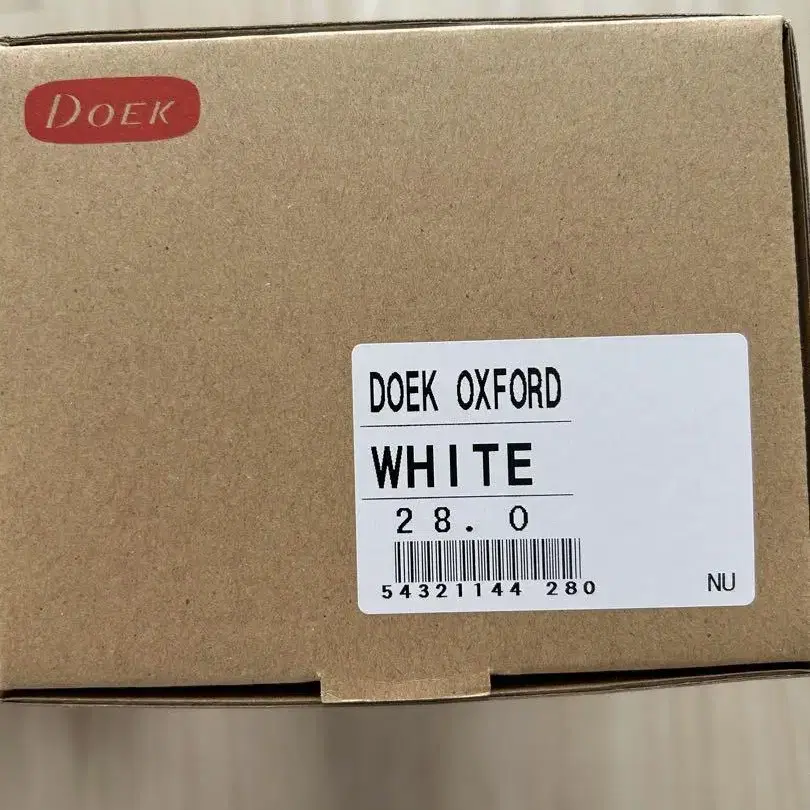 DOEK
DOEK OXFORD
WHITE
28.0
54321144 280
NU